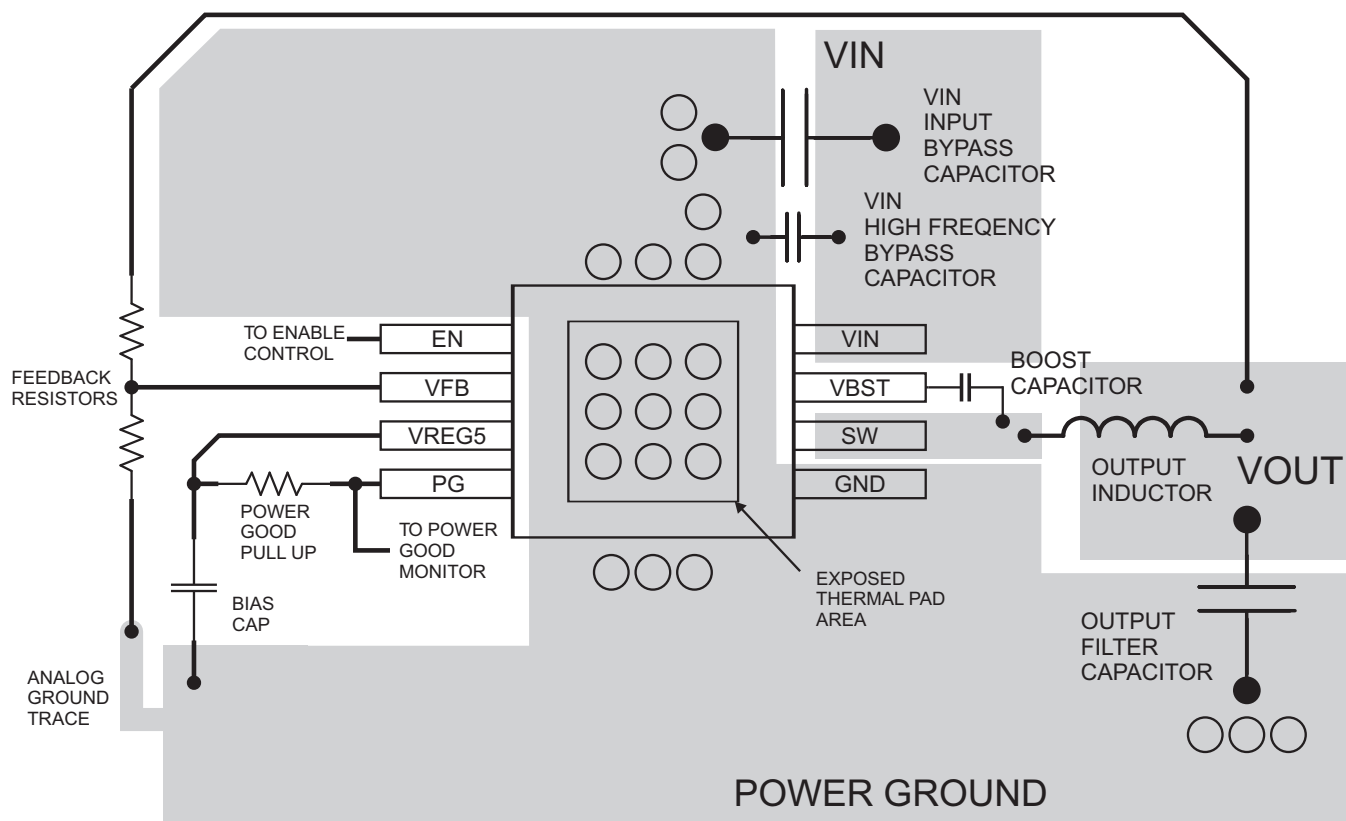 VIN
VIN
INPUT
BYPASS
CAPACITOR
VIN
HIGH FREQENCY
BYPASS
CAPACITOR
TO ENABLE
CONTROL
EN
VIN
FEEDBACK
RESISTORS
VFB
VBST
BOOST
CAPACITOR
VREG5
SW
OUTPUT
INDUCTOR
VOUT
PG
GND
POWER
GOOD
PULL UP
TO POWER
GOOD
MONITOR
EXPOSED
THERMAL PAD
AREA
BIAS
CAP
OUTPUT
FILTER
CAPACITOR
ANALOG
GROUND
TRACE
POWER GROUND